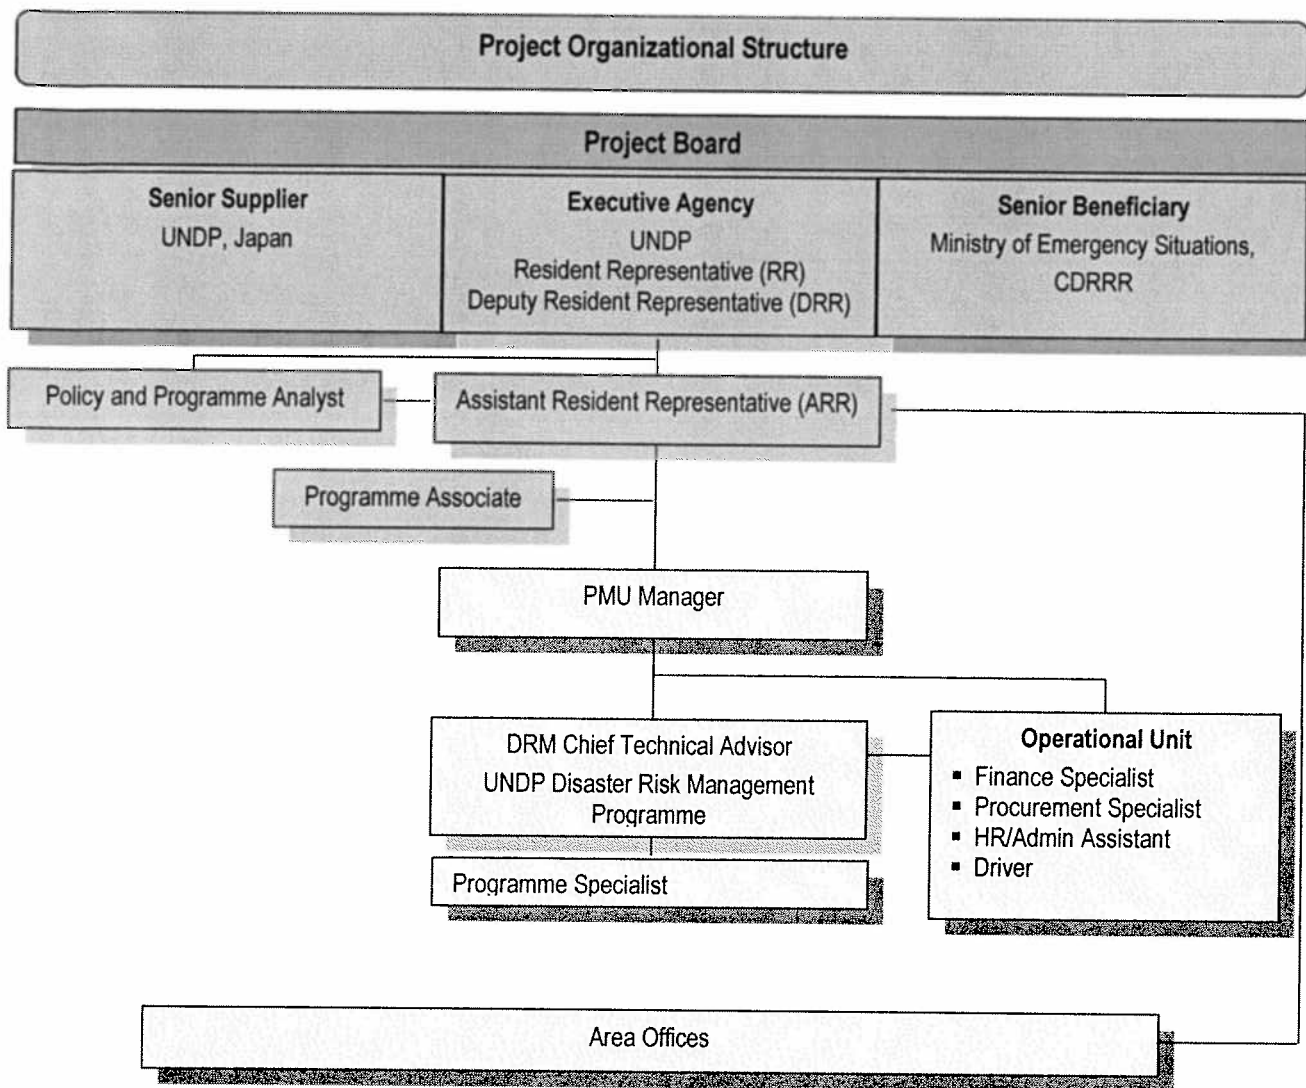 Project Organizational Structure
Project Board
Senior Supplier
UNDP, Japan
Executive Agency
UNDP
Resident Representative (RR)
Deputy Resident Representative (DRR)
Senior Beneficiary
Ministry of Emergency Situations,
CDRRR
Policy and Programme Analyst
Assistant Resident Representative (ARR)
Programme Associate
PMU Manager
DRM Chief Technical Advisor
UNDP Disaster Risk Management
Programme
Operational Unit
▪ Finance Specialist
▪ Procurement Specialist
▪ HR/Admin Assistant
▪ Driver
Programme Specialist
Area Offices